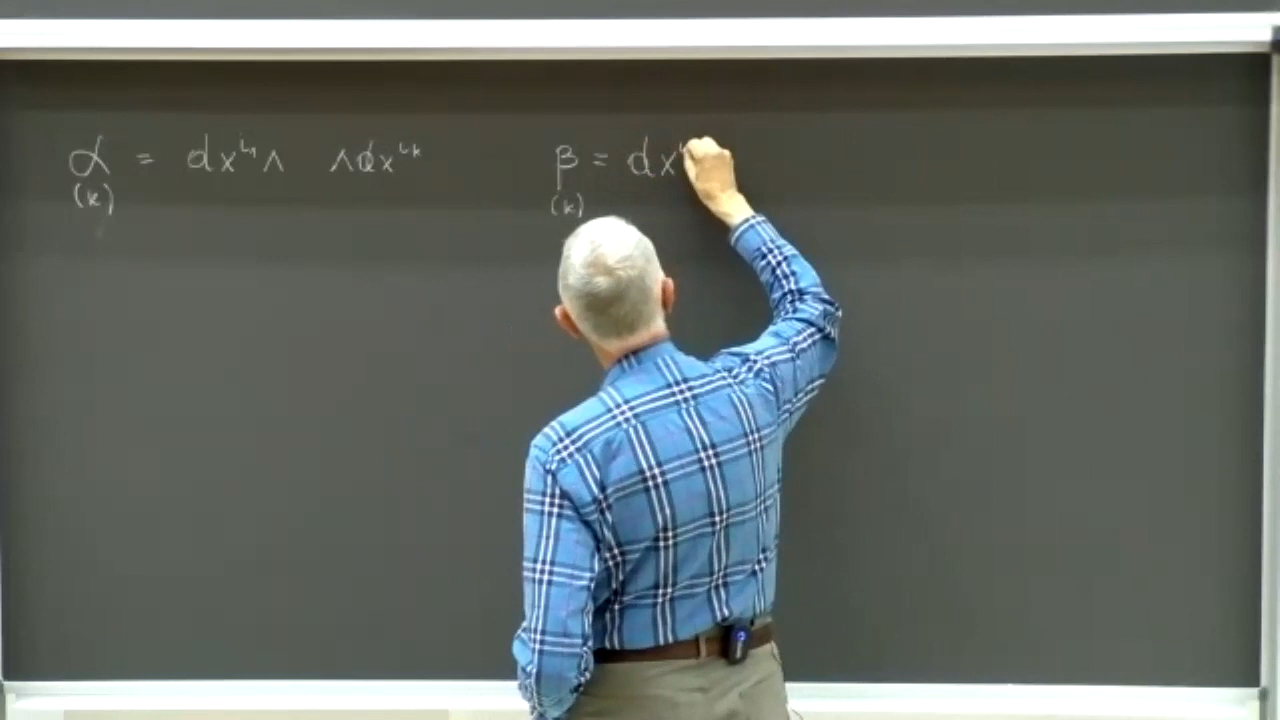 α = dx^{i_1} ∧ ∧ dx^{i_k} β = dx^{i
(k) (k)